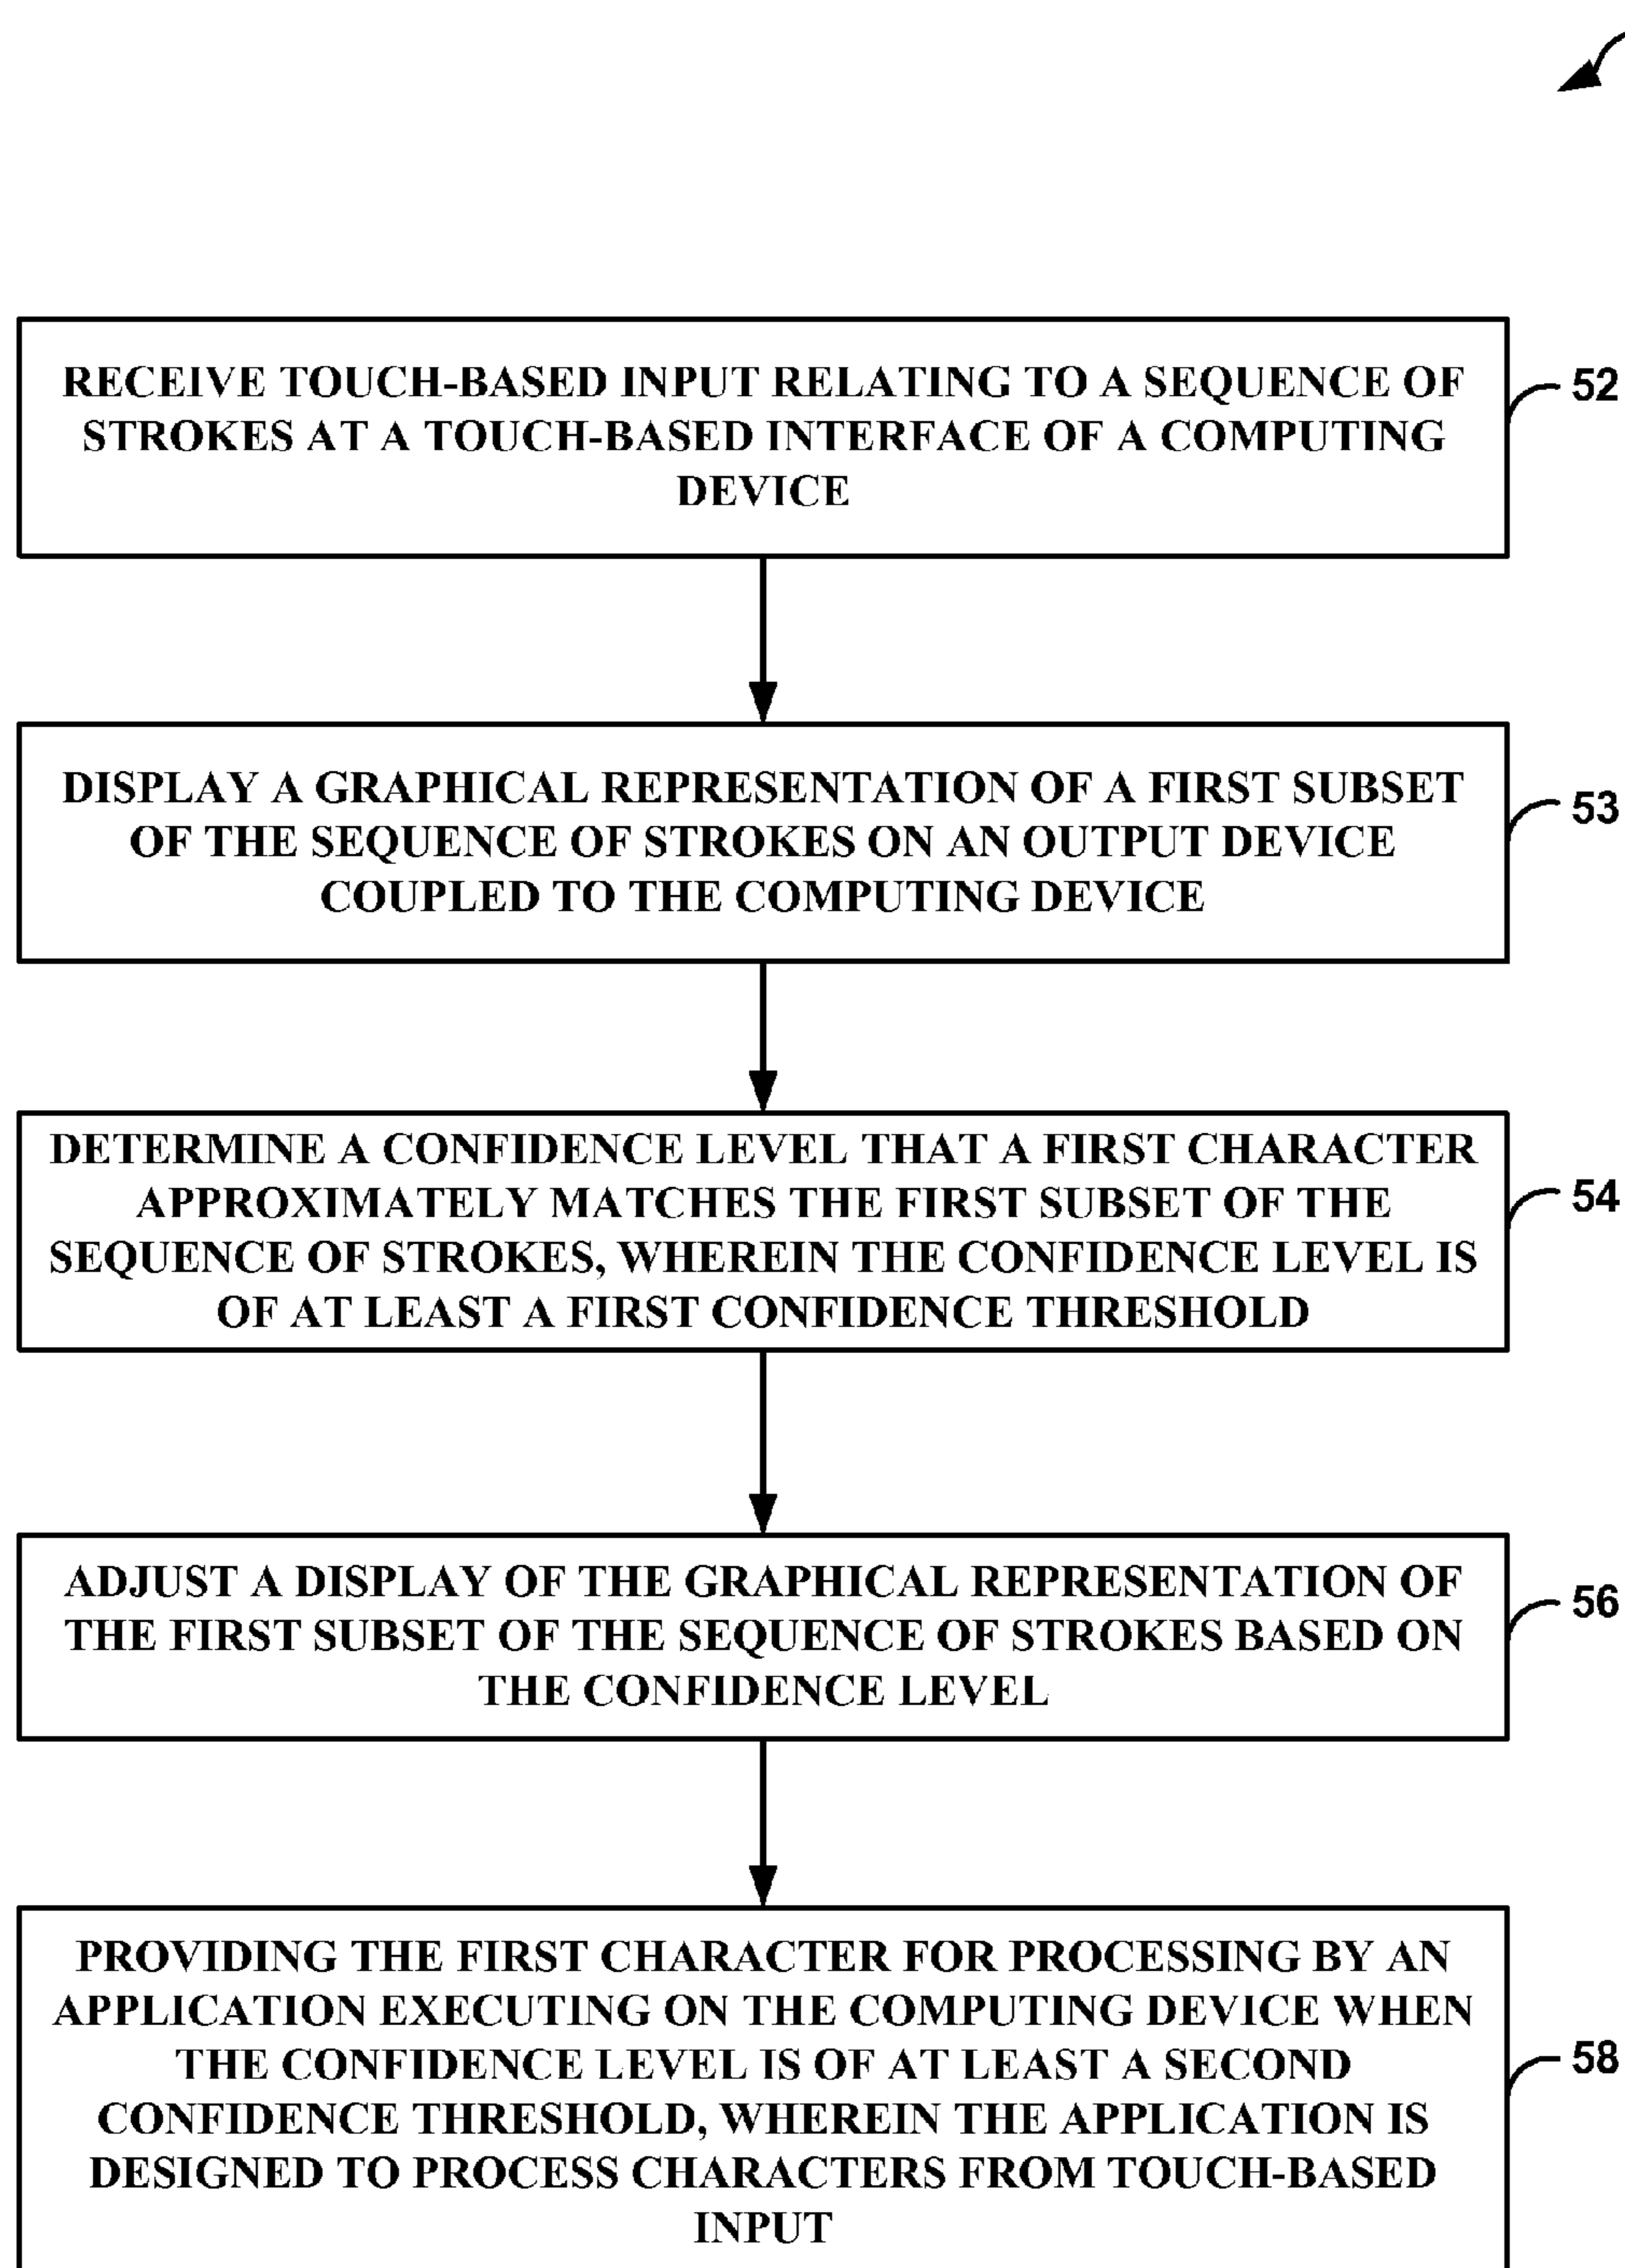 RECEIVE TOUCH-BASED INPUT RELATING TO A SEQUENCE OF
STROKES AT A TOUCH-BASED INTERFACE OF A COMPUTING
DEVICE
52
DISPLAY A GRAPHICAL REPRESENTATION OF A FIRST SUBSET
OF THE SEQUENCE OF STROKES ON AN OUTPUT DEVICE
COUPLED TO THE COMPUTING DEVICE
53
DETERMINE A CONFIDENCE LEVEL THAT A FIRST CHARACTER
APPROXIMATELY MATCHES THE FIRST SUBSET OF THE
SEQUENCE OF STROKES, WHEREIN THE CONFIDENCE LEVEL IS
OF AT LEAST A FIRST CONFIDENCE THRESHOLD
54
ADJUST A DISPLAY OF THE GRAPHICAL REPRESENTATION OF
THE FIRST SUBSET OF THE SEQUENCE OF STROKES BASED ON
THE CONFIDENCE LEVEL
56
PROVIDING THE FIRST CHARACTER FOR PROCESSING BY AN
APPLICATION EXECUTING ON THE COMPUTING DEVICE WHEN
THE CONFIDENCE LEVEL IS OF AT LEAST A SECOND
CONFIDENCE THRESHOLD, WHEREIN THE APPLICATION IS
DESIGNED TO PROCESS CHARACTERS FROM TOUCH-BASED
INPUT
58